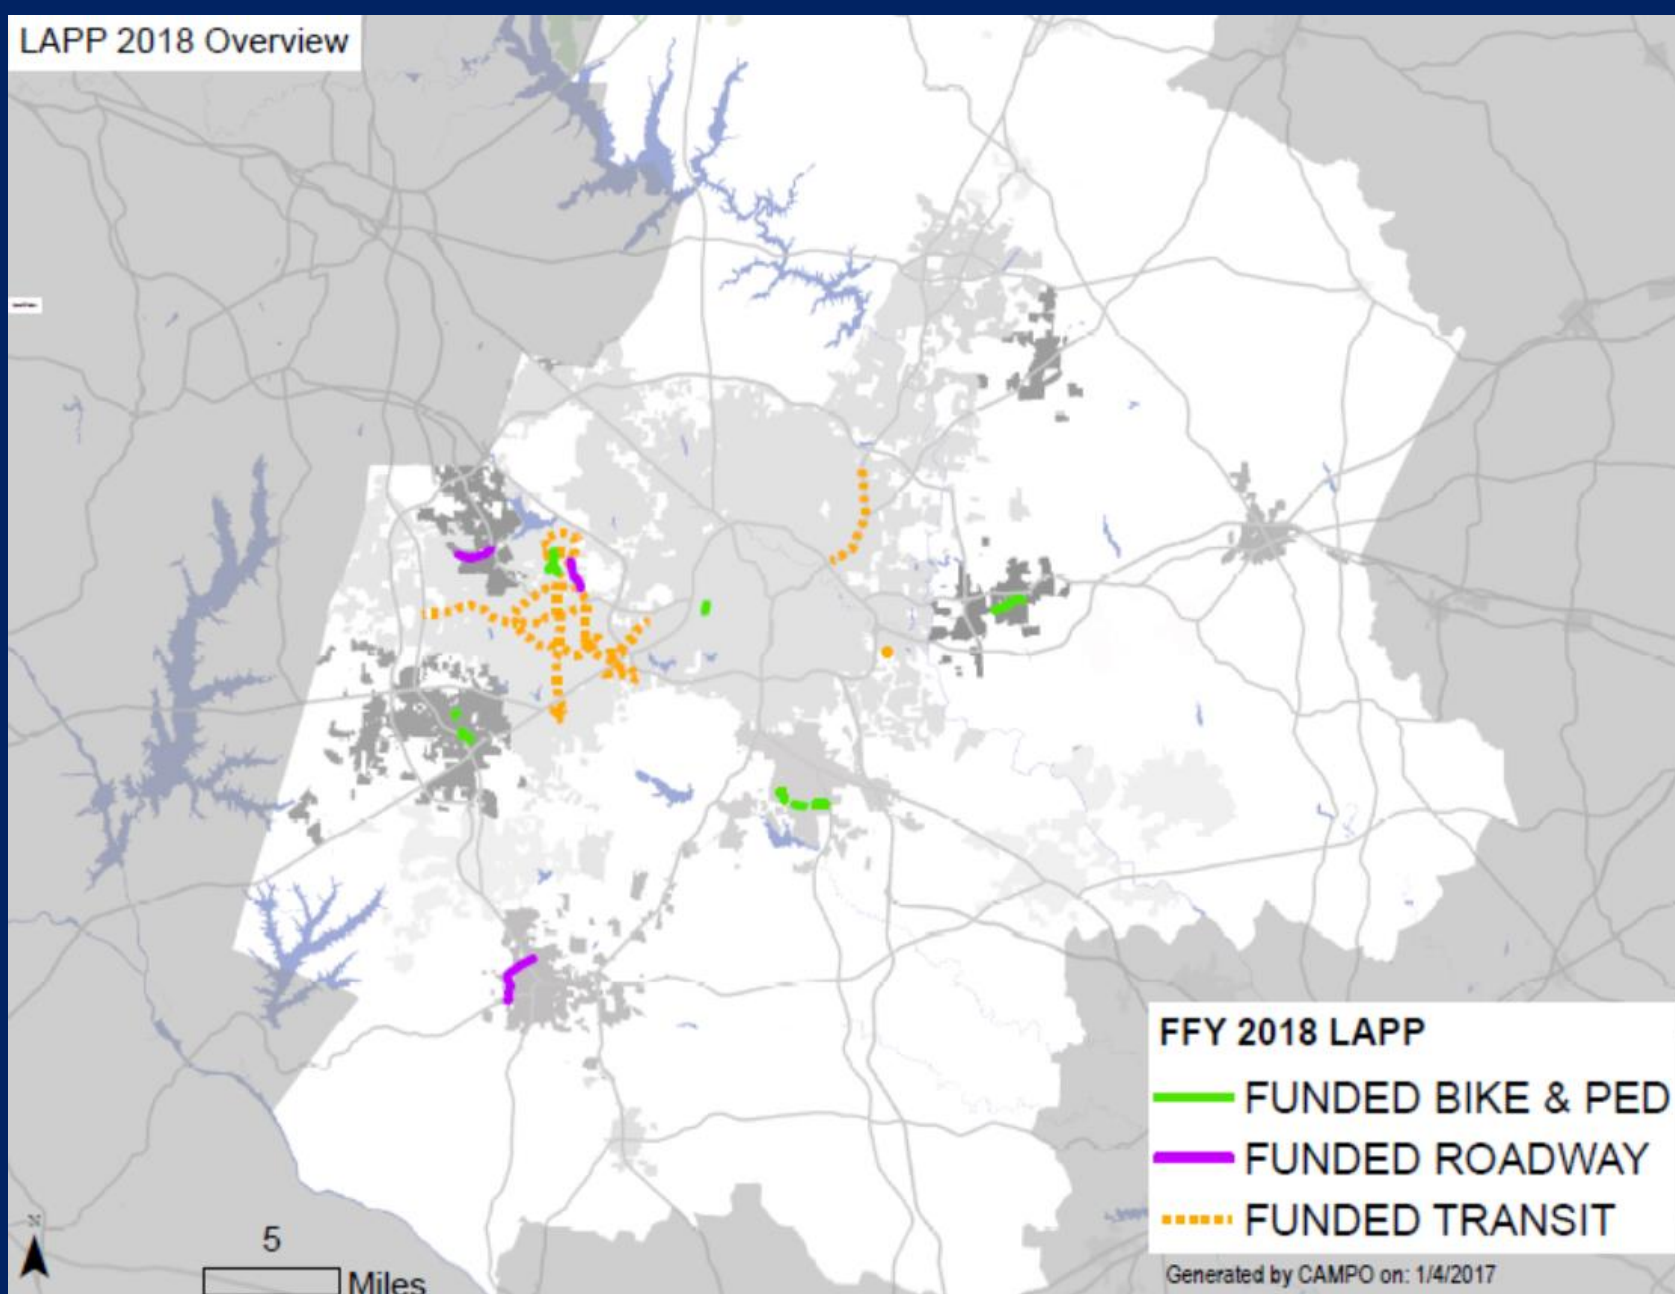 LAPP 2018 Overview
FFY 2018 LAPP
FUNDED BIKE & PED
FUNDED ROADWAY
FUNDED TRANSIT
Generated by CAMPO on: 1/4/2017
N
5
Miles